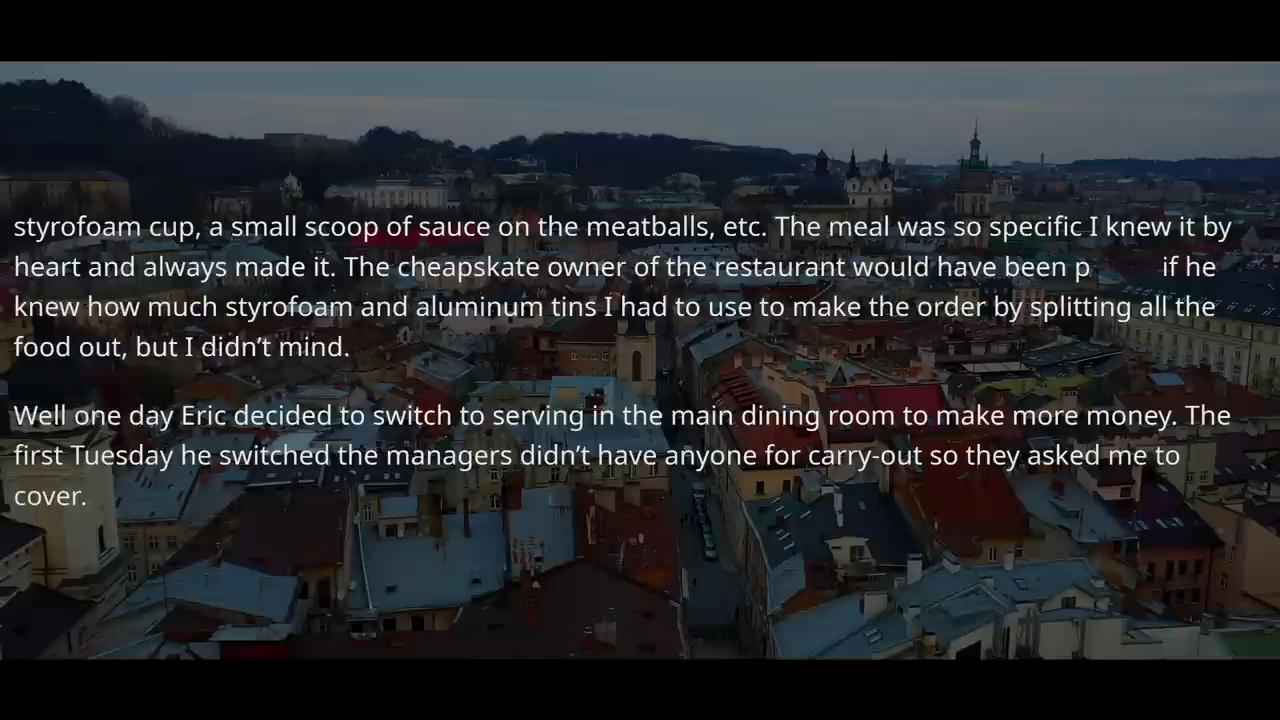 styrofoam cup, a small scoop of sauce on the meatballs, etc. The meal was so specific I knew it by
heart and always made it. The cheapskate owner of the restaurant would have been p if he
knew how much styrofoam and aluminum tins I had to use to make the order by splitting all the
food out, but I didn’t mind.
Well one day Eric decided to switch to serving in the main dining room to make more money. The
first Tuesday he switched the managers didn’t have anyone for carry-out so they asked me to
cover.